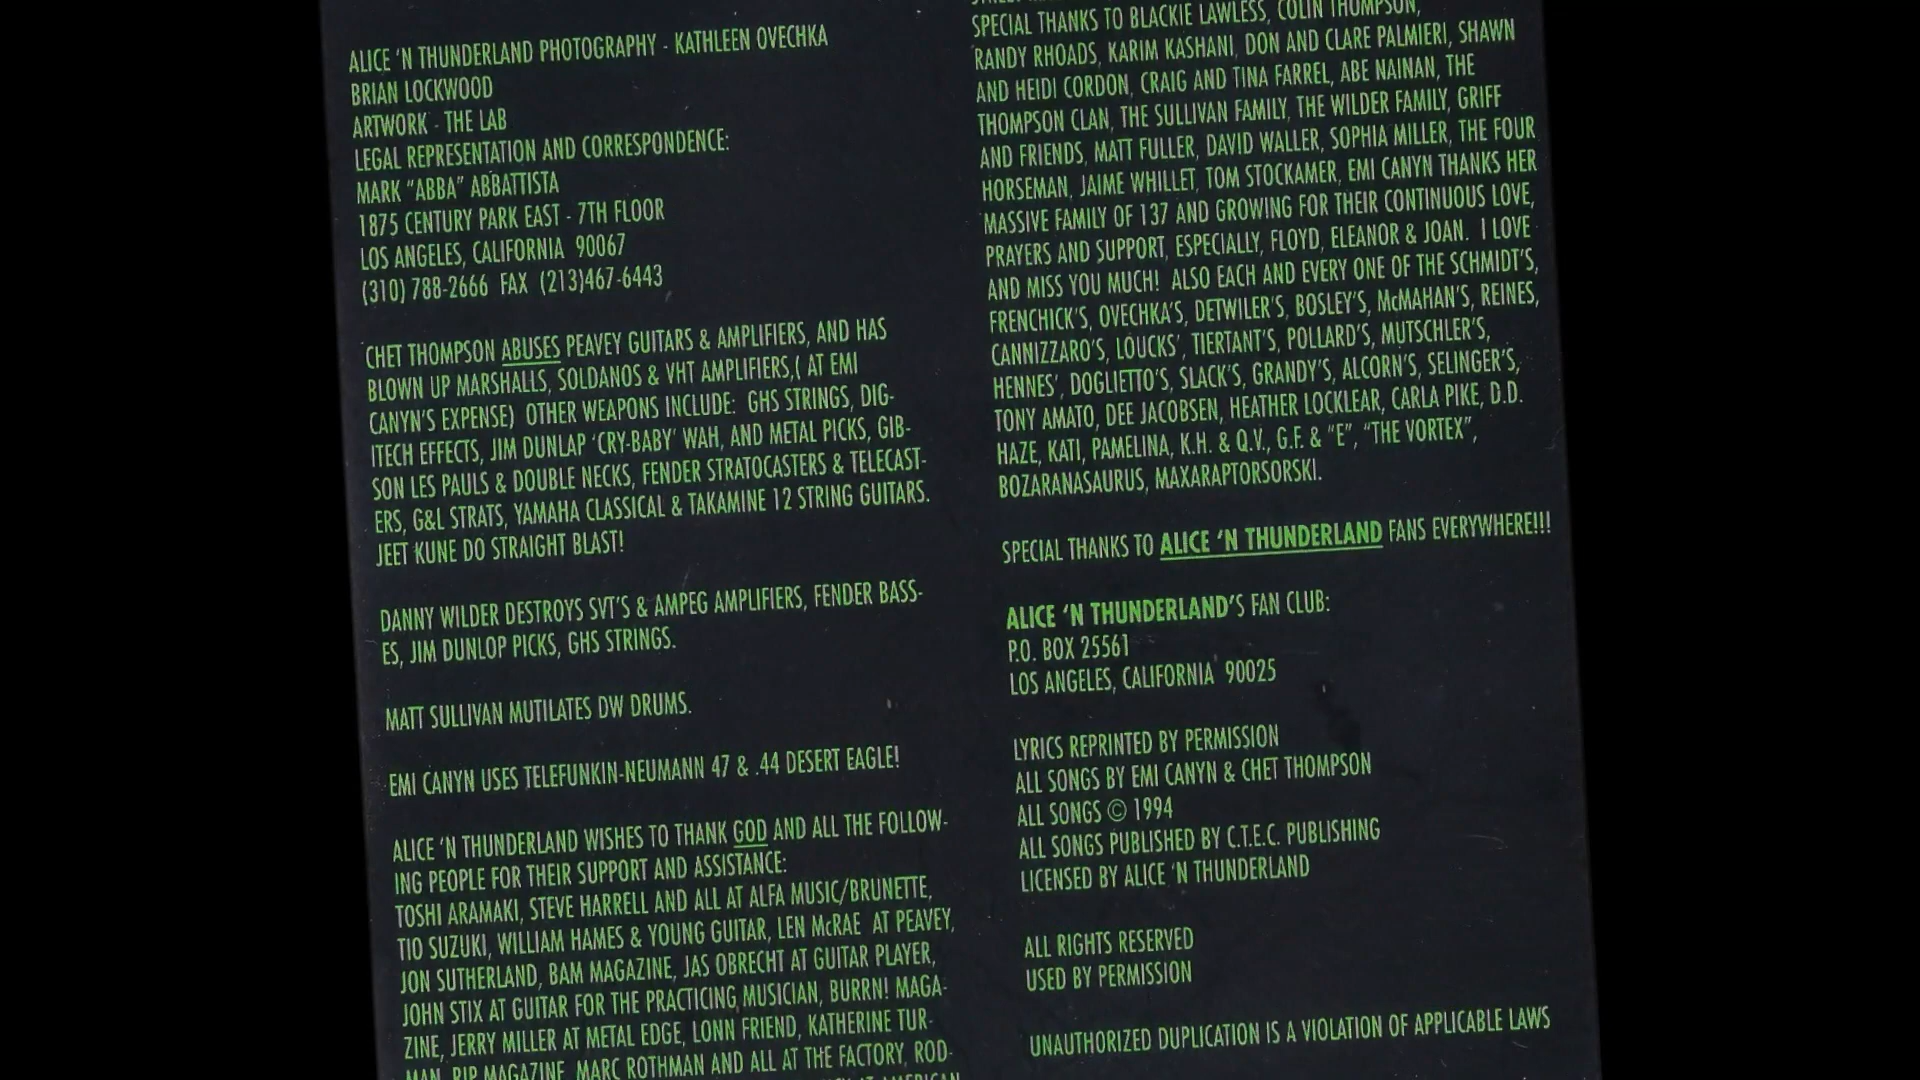 ALICE 'N THUNDERLAND PHOTOGRAPHY - KATHLEEN OVECHKA
BRIAN LOCKWOOD
ARTWORK - THE LAB
LEGAL REPRESENTATION AND CORRESPONDENCE:
MARK "ABBA" ABBATTISTA
1875 CENTURY PARK EAST - 7TH FLOOR
LOS ANGELES, CALIFORNIA 90067
(310) 788-2666 FAX (213)467-6443
CHET THOMPSON ABUSES PEAVEY GUITARS & AMPLIFIERS, AND HAS
BLOWN UP MARSHALLS, SOLDANOS & VHT AMPLIFIERS,( AT EMI
CANYN'S EXPENSE) OTHER WEAPONS INCLUDE: GHS STRINGS, DIG-
ITECH EFFECTS, JIM DUNLAP 'CRY-BABY' WAH, AND METAL PICKS, GIB-
SON LES PAULS & DOUBLE NECKS, FENDER STRATOCASTERS & TELECAST-
ERS, G&L STRATS, YAMAHA CLASSICAL & TAKAMINE 12 STRING GUITARS.
JEET KUNE DO STRAIGHT BLAST!
DANNY WILDER DESTROYS SVT'S & AMPEG AMPLIFIERS, FENDER BASS-
ES, JIM DUNLOP PICKS, GHS STRINGS.
MATT SULLIVAN MUTILATES DW DRUMS.
EMI CANYN USES TELEFUNKIN-NEUMANN 47 & .44 DESERT EAGLE!
ALICE 'N THUNDERLAND WISHES TO THANK GOD AND ALL THE FOLLOW-
ING PEOPLE FOR THEIR SUPPORT AND ASSISTANCE:
TOSHI ARAMAKI, STEVE HARRELL AND ALL AT ALFA MUSIC/BRUNETTE,
TIO SUZUKI, WILLIAM HAMES & YOUNG GUITAR, LEN McRAE AT PEAVEY,
JON SUTHERLAND, BAM MAGAZINE, JAS OBRECHT AT GUITAR PLAYER,
JOHN STIX AT GUITAR FOR THE PRACTICING MUSICIAN, BURRN! MAGA-
ZINE, JERRY MILLER AT METAL EDGE, LONN FRIEND, KATHERINE TUR-
MAN, RIP MAGAZINE, MARC ROTHMAN AND ALL AT THE FACTORY, ROD-
AT AMERICAN
SPECIAL THANKS TO BLACKIE LAWLESS, COLIN THOMPSON,
RANDY RHOADS, KARIM KASHANI, DON AND CLARE PALMIERI, SHAWN
AND HEIDI CORDON, CRAIG AND TINA FARREL, ABE NAINAN, THE
THOMPSON CLAN, THE SULLIVAN FAMILY, THE WILDER FAMILY, GRIFF
AND FRIENDS, MATT FULLER, DAVID WALLER, SOPHIA MILLER, THE FOUR
HORSEMAN, JAIME WHILLET, TOM STOCKAMER, EMI CANYN THANKS HER
MASSIVE FAMILY OF 137 AND GROWING FOR THEIR CONTINUOUS LOVE,
PRAYERS AND SUPPORT, ESPECIALLY, FLOYD, ELEANOR & JOAN. I LOVE
AND MISS YOU MUCH! ALSO EACH AND EVERY ONE OF THE SCHMIDT'S,
FRENCHICK'S, OVECHKA'S, DETWILER'S, BOSLEY'S, McMAHAN'S, REINES,
CANNIZZARO'S, LOUCKS', TIERTANT'S, POLLARD'S, MUTSCHLER'S,
HENNES', DOGLIETTO'S, SLACK'S, GRANDY'S, ALCORN'S, SELINGER'S,
TONY AMATO, DEE JACOBSEN, HEATHER LOCKLEAR, CARLA PIKE, D.D.
HAZE, KATI, PAMELINA, K.H. & Q.V., G.F. & "E", "THE VORTEX",
BOZARANASAURUS, MAXARAPTORSORSKI.
SPECIAL THANKS TO ALICE 'N THUNDERLAND FANS EVERYWHERE!!!
ALICE 'N THUNDERLAND'S FAN CLUB:
P.O. BOX 25561
LOS ANGELES, CALIFORNIA 90025
LYRICS REPRINTED BY PERMISSION
ALL SONGS BY EMI CANYN & CHET THOMPSON
ALL SONGS © 1994
ALL SONGS PUBLISHED BY C.T.E.C. PUBLISHING
LICENSED BY ALICE 'N THUNDERLAND
ALL RIGHTS RESERVED
USED BY PERMISSION
UNAUTHORIZED DUPLICATION IS A VIOLATION OF APPLICABLE LAWS